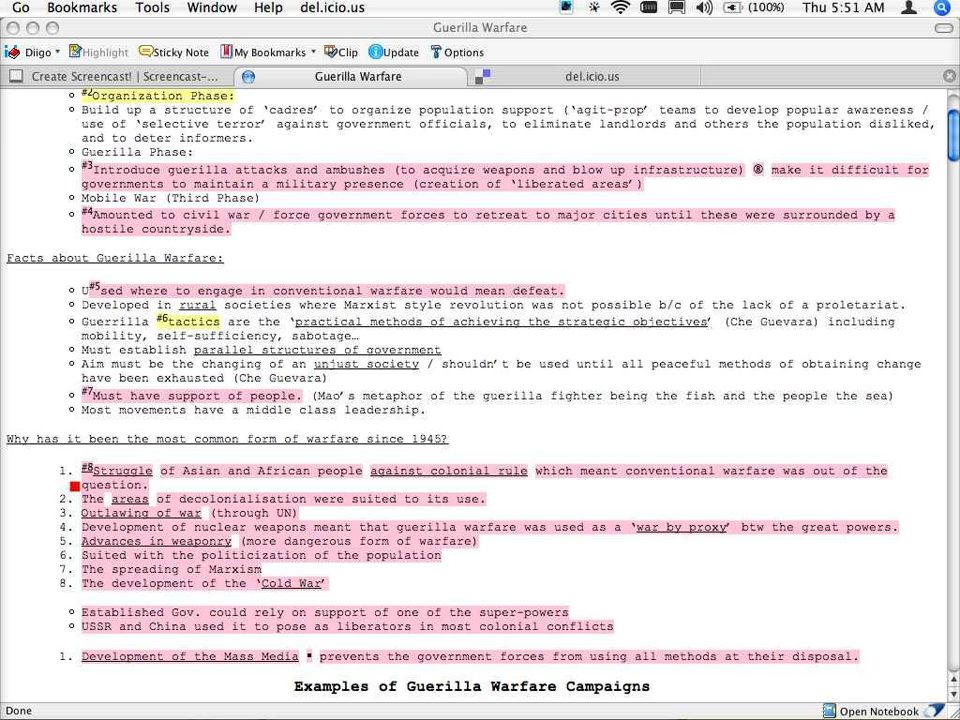 Go Bookmarks Tools Window Help del.icio.us (100%) Thu 5:51 AM
Guerilla Warfare
Diigo Highlight Sticky Note My Bookmarks Clip Update Options
Create Screencast! | Screencast-... Guerilla Warfare del.icio.us
#2Organization Phase:
Build up a structure of ‘cadres’ to organize population support (‘agit-prop’ teams to develop popular awareness /
use of ‘selective terror’ against government officials, to eliminate landlords and others the population disliked,
and to deter informers.
Guerilla Phase:
#3Introduce guerilla attacks and ambushes (to acquire weapons and blow up infrastructure) ® make it difficult for
governments to maintain a military presence (creation of ‘liberated areas’)
Mobile War (Third Phase)
#4Amounted to civil war / force government forces to retreat to major cities until these were surrounded by a
hostile countryside.
Facts about Guerilla Warfare:
U#5sed where to engage in conventional warfare would mean defeat.
Developed in rural societies where Marxist style revolution was not possible b/c of the lack of a proletariat.
Guerrilla #6tactics are the ‘practical methods of achieving the strategic objectives’ (Che Guevara) including
mobility, self-sufficiency, sabotage…
Must establish parallel structures of government
Aim must be the changing of an unjust society / shouldn’t be used until all peaceful methods of obtaining change
have been exhausted (Che Guevara)
#7Must have support of people. (Mao’s metaphor of the guerilla fighter being the fish and the people the sea)
Most movements have a middle class leadership.
Why has it been the most common form of warfare since 1945?
1. #8Struggle of Asian and African people against colonial rule which meant conventional warfare was out of the
question.
2. The areas of decolonialisation were suited to its use.
3. Outlawing of war (through UN)
4. Development of nuclear weapons meant that guerilla warfare was used as a ‘war by proxy’ btw the great powers.
5. Advances in weaponry (more dangerous form of warfare)
6. Suited with the politicization of the population
7. The spreading of Marxism
8. The development of the ‘Cold War’
Established Gov. could rely on support of one of the super-powers
USSR and China used it to pose as liberators in most colonial conflicts
1. Development of the Mass Media ▪ prevents the government forces from using all methods at their disposal.
Examples of Guerilla Warfare Campaigns
Done Open Notebook